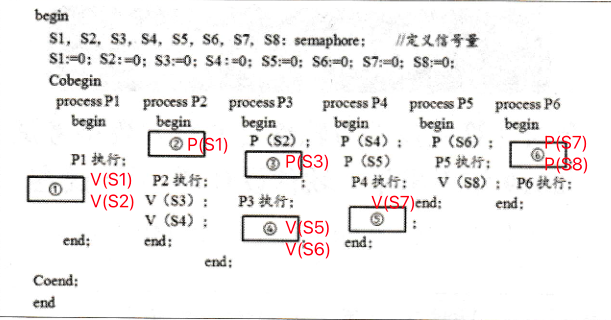 begin
S1, S2, S3, S4, S5, S6, S7, S8: semaphore; //定义信号量
S1:=0; S2:=0; S3:=0; S4:=0; S5:=0; S6:=0; S7:=0; S8:=0;
Cobegin
process P1 process P2 process P3 process P4 process P5 process P6
begin begin begin begin begin begin
② P(S1) P（S2）; P（S4）; P（S6）; P(S7)
P1 执行; ③ P(S3) P（S5） P5 执行; ⑥ P(S8)
① V(S1) P2 执行; ; P4 执行; V（S8）; P6 执行;
V(S2) V（S3）; P3 执行; V(S7) end; end;
V（S4）; ④ V(S5) ⑤ ;
end; end; V(S6) ; end;
end;
Coend;
end